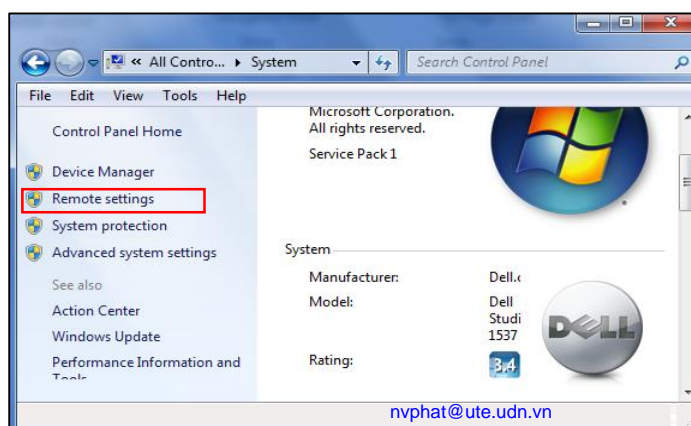 « All Contro... ▸ System
Search Control Panel
File Edit View Tools Help
Control Panel Home
Device Manager
Remote settings
System protection
Advanced system settings
See also
Action Center
Windows Update
Performance Information and
Tools
Microsoft Corporation.
All rights reserved.
Service Pack 1
System
Manufacturer: Dell.c
Model: Dell
Studi
1537
Rating: 3,4
DELL
nvphat@ute.udn.vn